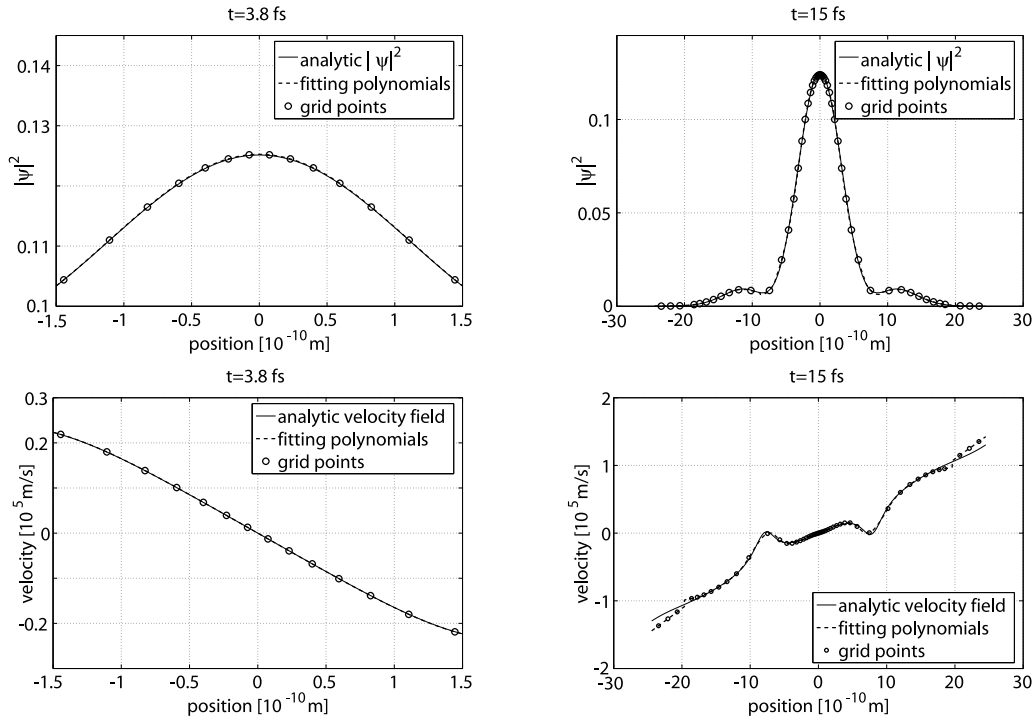 t=3.8 fs
|ψ|²
0.14
0.13
0.12
0.11
0.1
analytic |ψ|²
fitting polynomials
grid points
-1.5 -1 -0.5 0 0.5 1 1.5
position [10⁻¹⁰m]
t=15 fs
|ψ|²
0.1
0.05
0
analytic |ψ|²
fitting polynomials
grid points
-30 -20 -10 0 10 20 30
position [10⁻¹⁰m]
t=3.8 fs
velocity [10⁵m/s]
0.3
0.2
0
-0.2
analytic velocity field
fitting polynomials
grid points
-1.5 -1 -0.5 0 0.5 1 1.5
position [10⁻¹⁰m]
t=15 fs
velocity [10⁵m/s]
2
1
0
-1
-2
analytic velocity field
fitting polynomials
grid points
-30 -20 -10 0 10 20 30
position [10⁻¹⁰m]